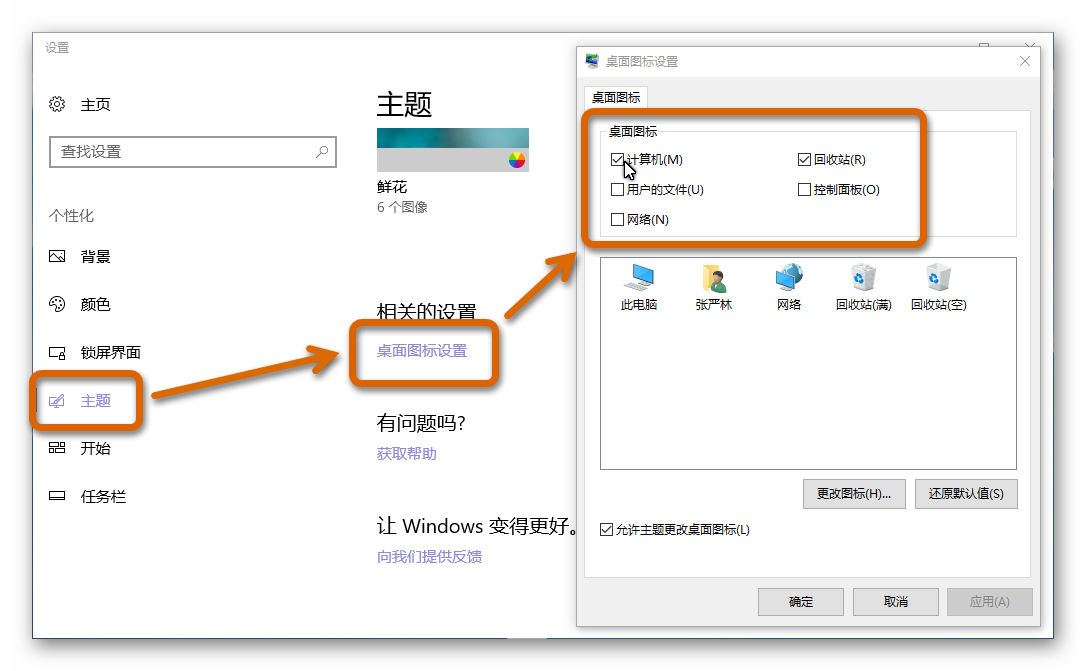 设置
主页
查找设置
个性化
背景
颜色
锁屏界面
主题
开始
任务栏
主题
鲜花
6 个图像
相关的设置
桌面图标设置
有问题吗?
获取帮助
让 Windows 变得更好。
向我们提供反馈
桌面图标设置
桌面图标
桌面图标
计算机(M)
回收站(R)
用户的文件(U)
控制面板(O)
网络(N)
此电脑
张严林
网络
回收站(满)
回收站(空)
更改图标(H)...
还原默认值(S)
允许主题更改桌面图标(L)
确定
取消
应用(A)